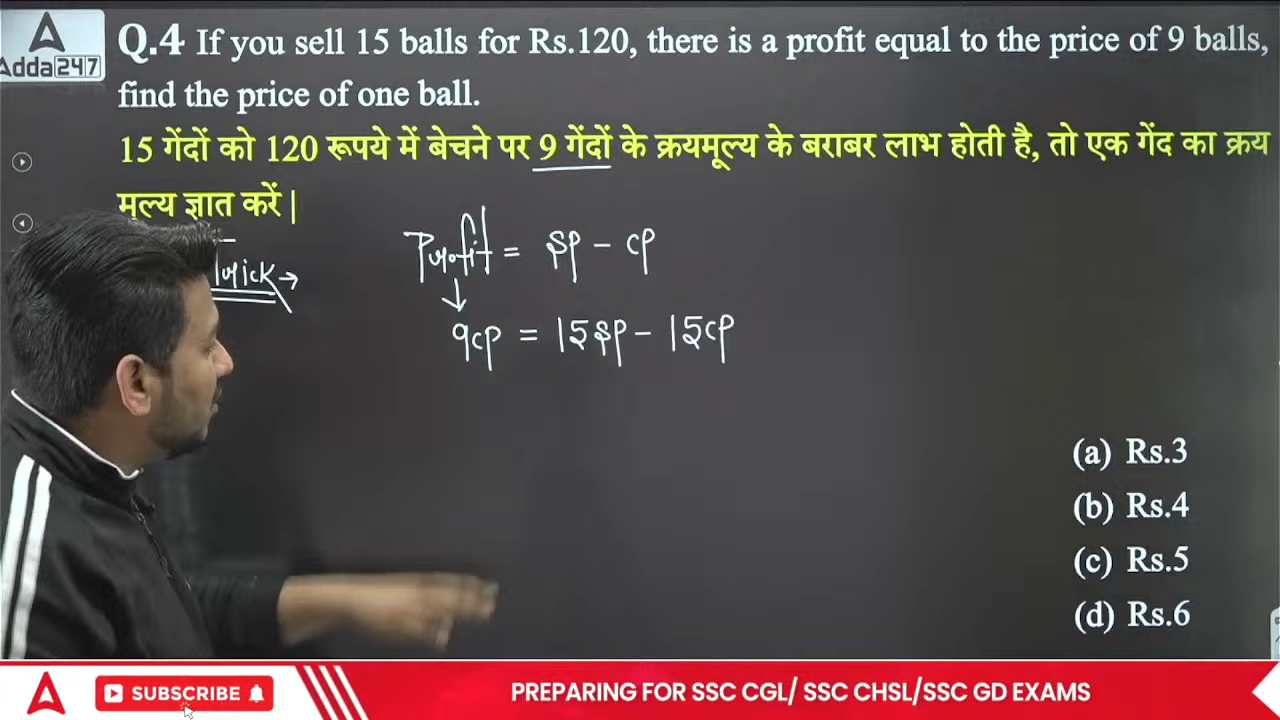 Adda247
Q.4 If you sell 15 balls for Rs.120, there is a profit equal to the price of 9 balls,
find the price of one ball.
15 गेंदों को 120 रूपये में बेचने पर 9 गेंदों के क्रयमूल्य के बराबर लाभ होती है, तो एक गेंद का क्रय
मूल्य ज्ञात करें |
Trick →
Profit = SP - CP
9CP = 15SP - 15CP
(a) Rs.3
(b) Rs.4
(c) Rs.5
(d) Rs.6
SUBSCRIBE
PREPARING FOR SSC CGL/ SSC CHSL/SSC GD EXAMS